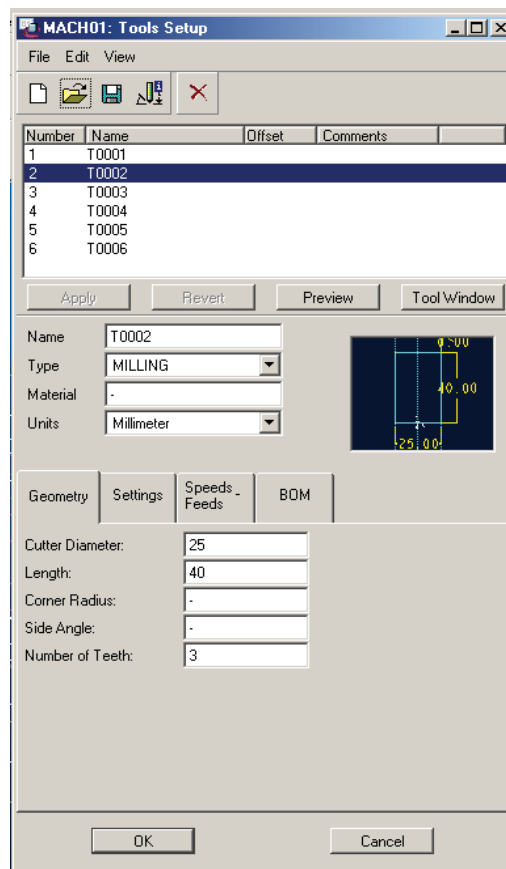 MACH01: Tools Setup
File Edit View
Number Name Offset Comments
1 T0001
2 T0002
3 T0003
4 T0004
5 T0005
6 T0006
Apply Revert Preview Tool Window
Name T0002
Type MILLING
Material -
Units Millimeter
40.00
25.00
Geometry Settings Speeds - Feeds BOM
Cutter Diameter: 25
Length: 40
Corner Radius: -
Side Angle: -
Number of Teeth: 3
OK Cancel